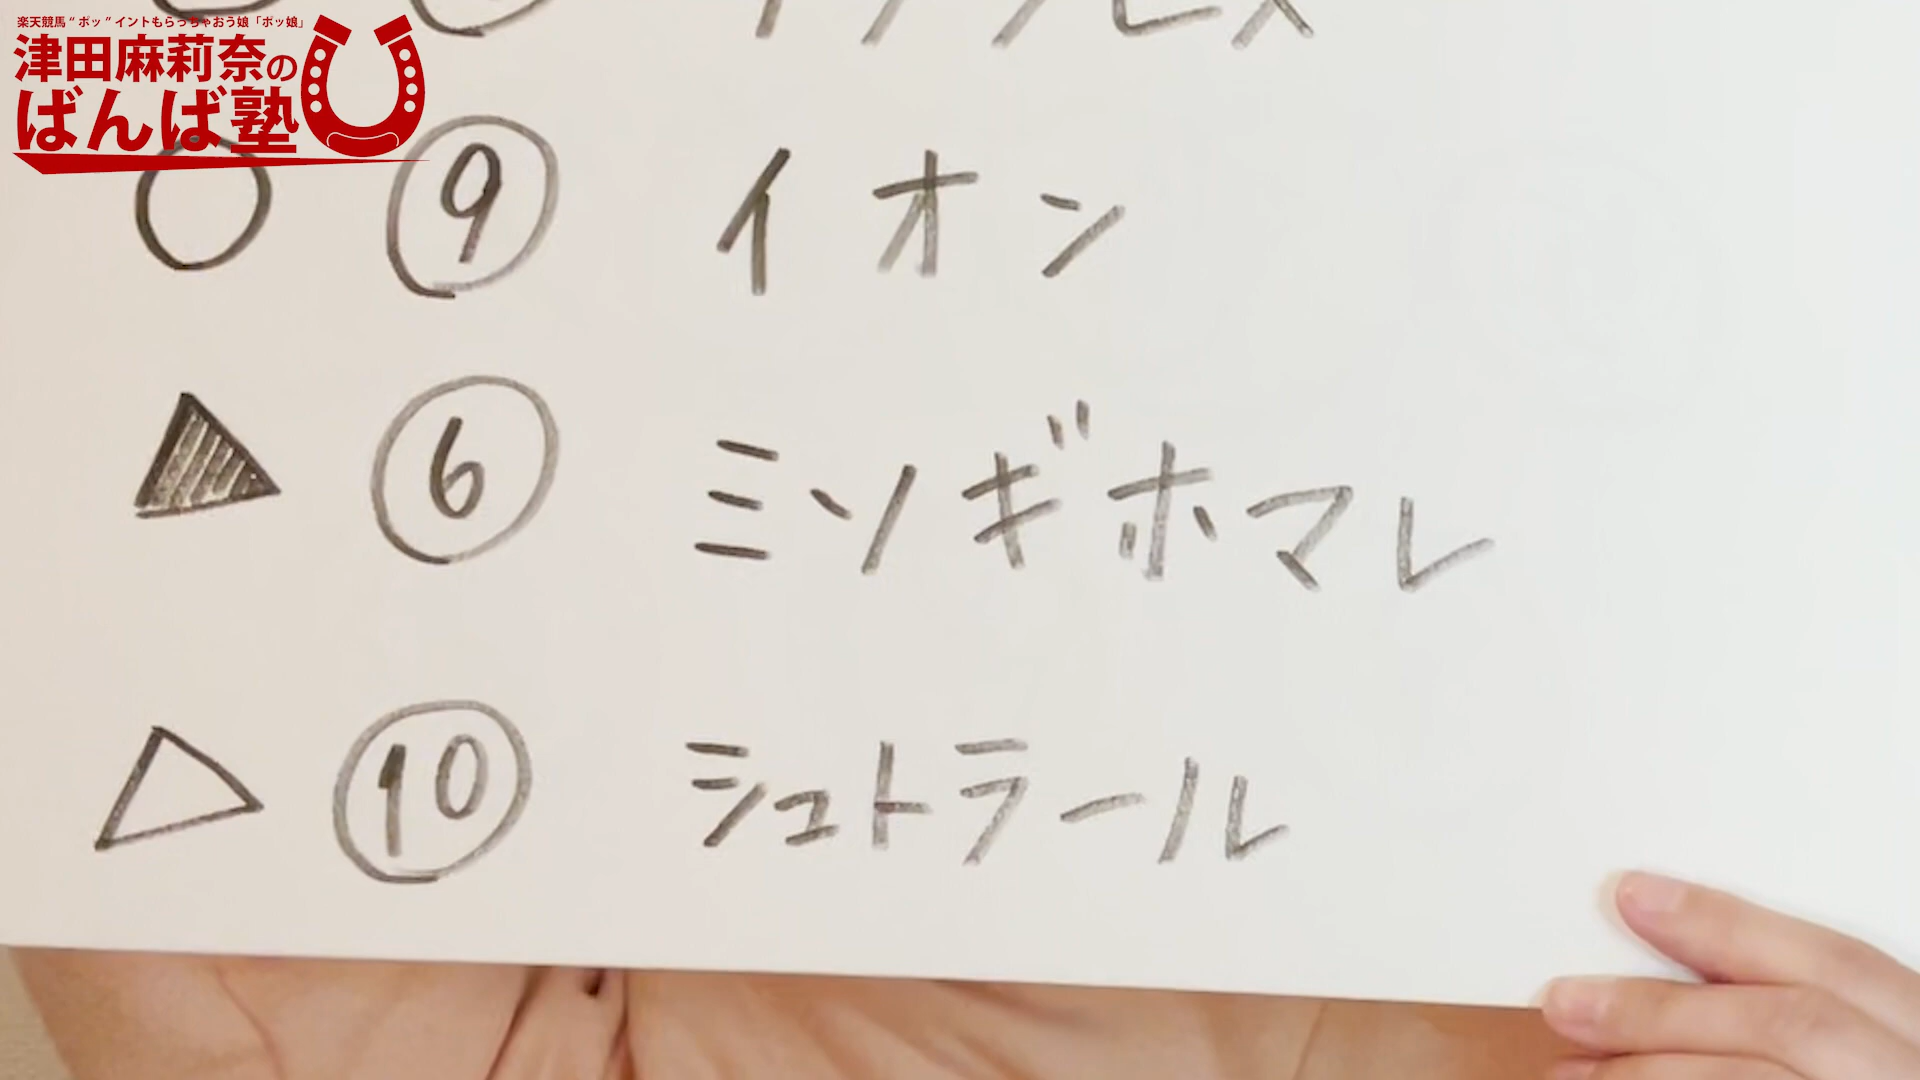 楽天競馬“ポッ”イントもらっちゃおう娘「ポッ娘」
津田麻莉奈の
ばんば塾
○ ⑨ イオン
▲ ⑥ ミソギホマレ
△ ⑩ シュトラール